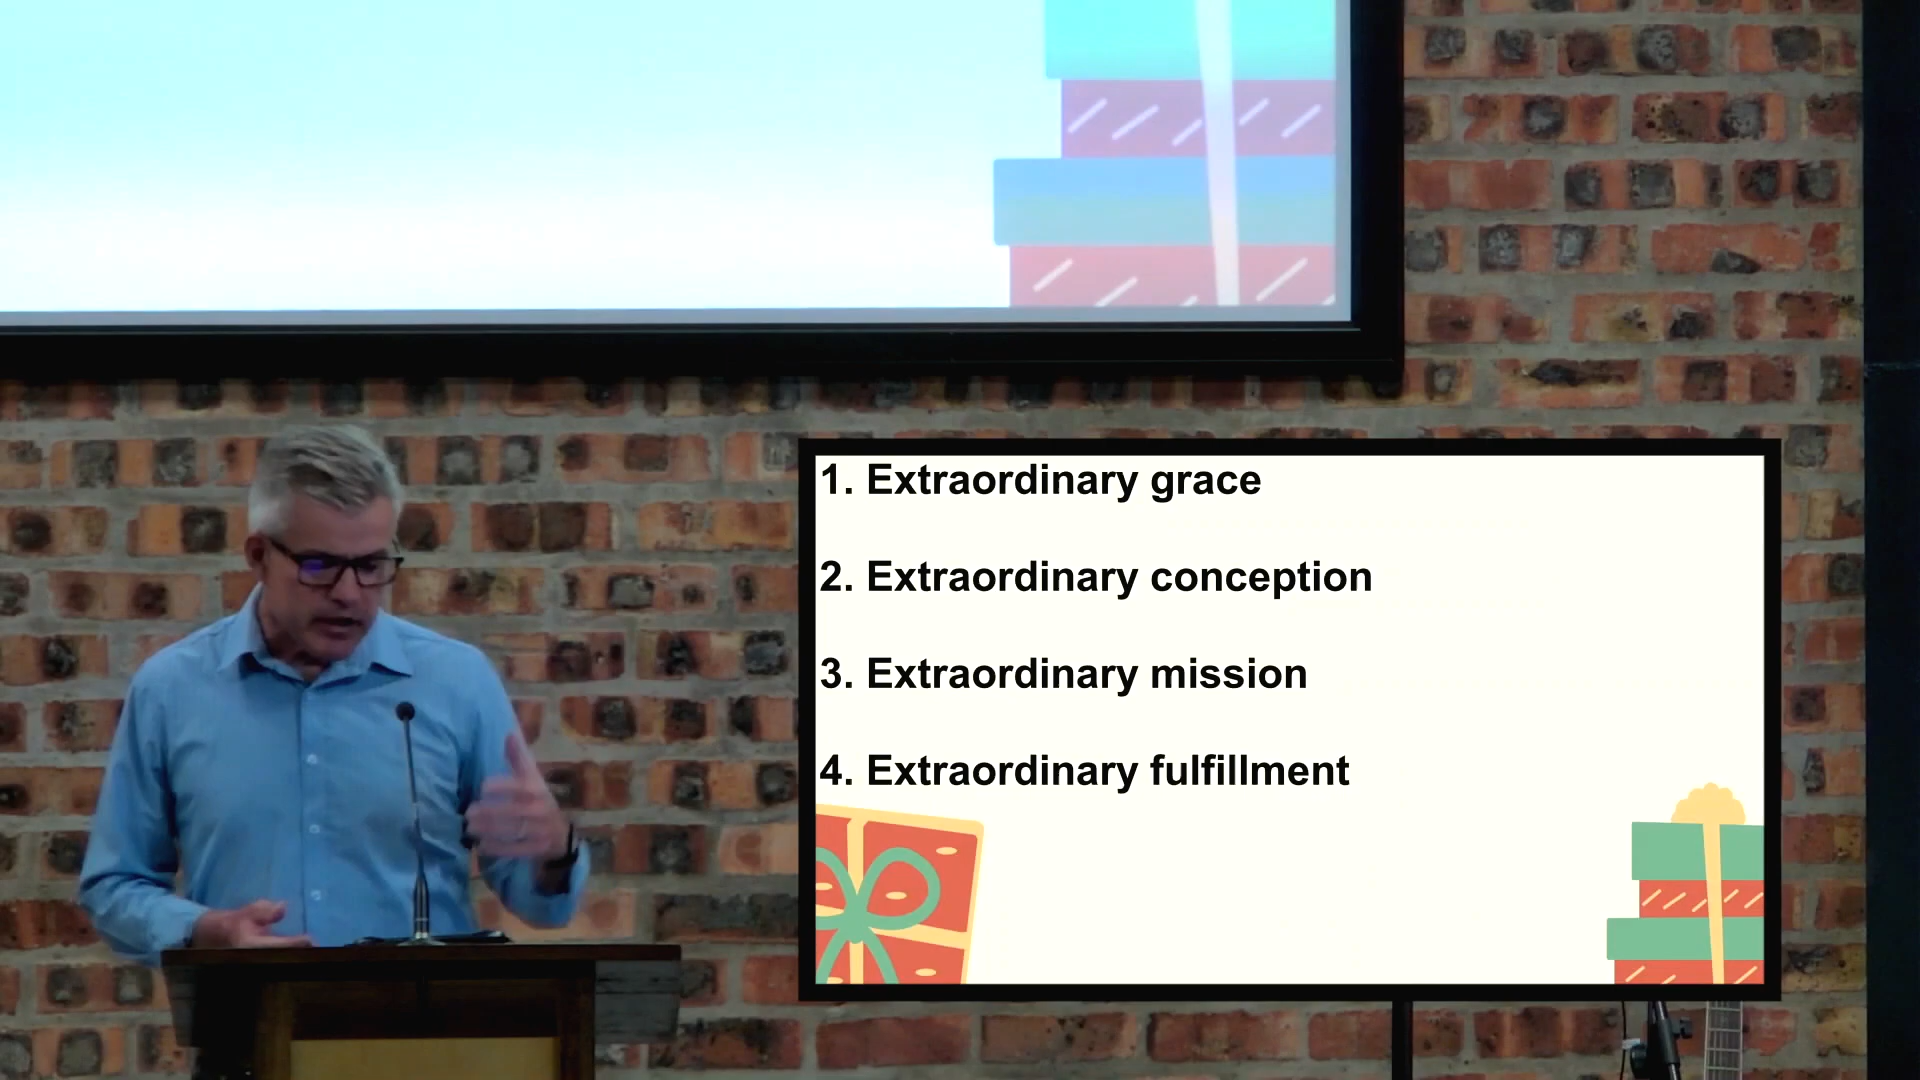 1. Extraordinary grace
2. Extraordinary conception
3. Extraordinary mission
4. Extraordinary fulfillment